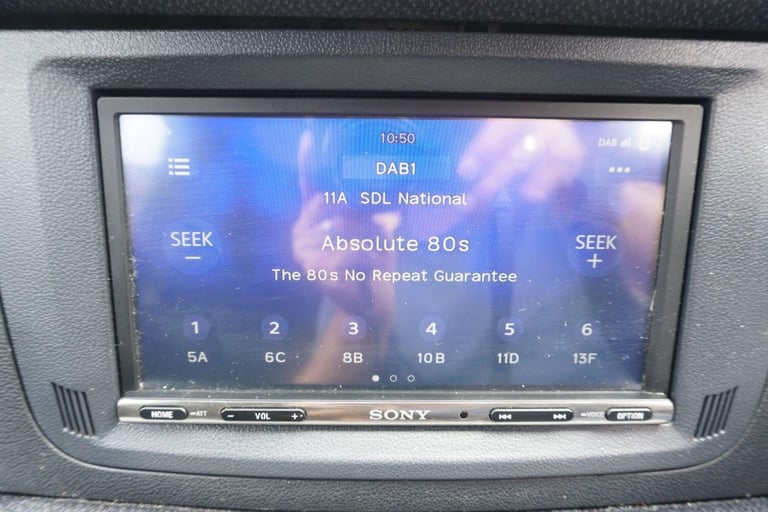 10:50
DAB
DAB1
11A SDL National
SEEK
−
Absolute 80s
SEEK
+
The 80s No Repeat Guarantee
1 2 3 4 5 6
5A 6C 8B 10B 11D 13F
HOME ATT − VOL + SONY VOICE OPTION